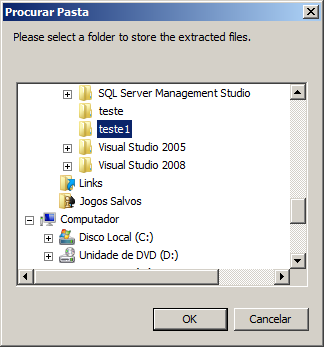 Procurar Pasta
Please select a folder to store the extracted files.
SQL Server Management Studio
teste
teste1
Visual Studio 2005
Visual Studio 2008
Links
Jogos Salvos
Computador
Disco Local (C:)
Unidade de DVD (D:)
OK
Cancelar